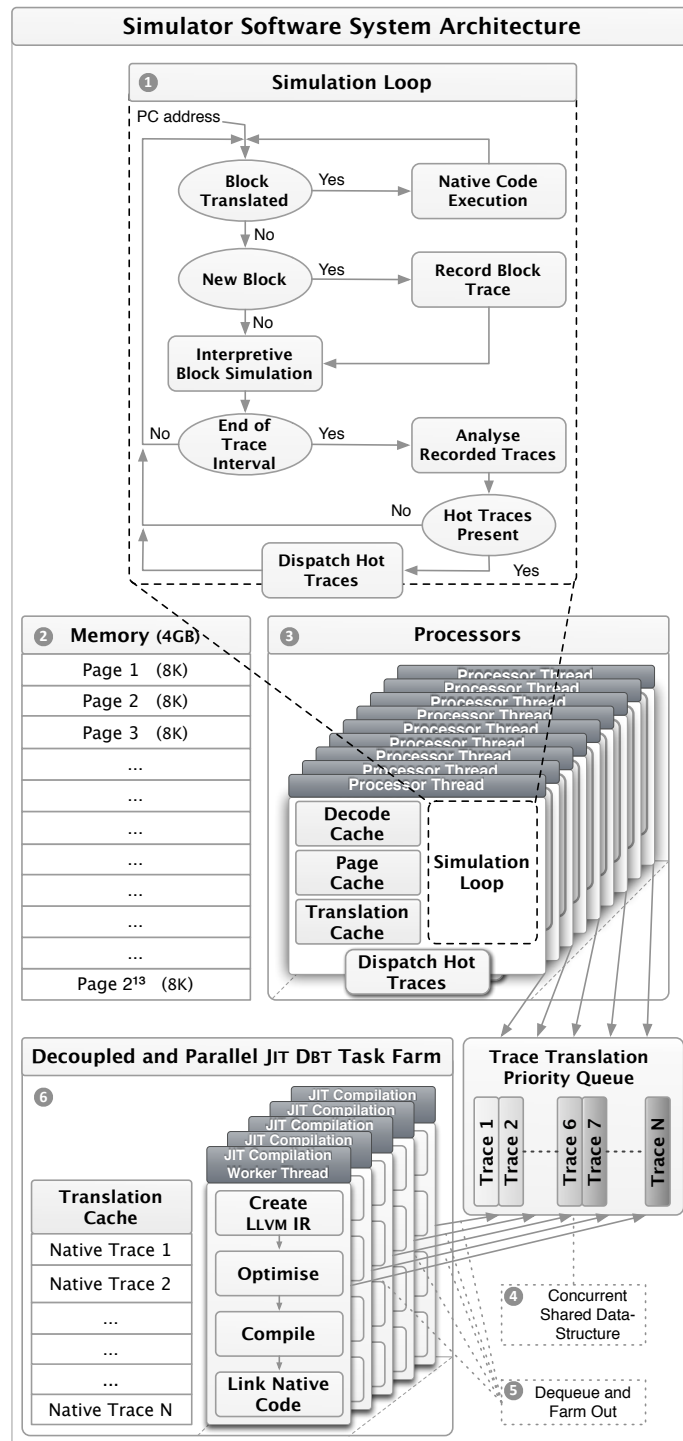 Simulator Software System Architecture
1 Simulation Loop
PC address
Block
Translated
Yes
Native Code
Execution
No
New Block
Yes
Record Block
Trace
No
Interpretive
Block Simulation
No
End of
Trace
Interval
Yes
Analyse
Recorded Traces
No
Hot Traces
Present
Dispatch Hot
Traces
Yes
2 Memory (4GB)
Page 1 (8K)
Page 2 (8K)
Page 3 (8K)
...
...
...
...
...
...
...
Page 2¹³ (8K)
3 Processors
Processor Thread
Processor Thread
Processor Thread
Processor Thread
Processor Thread
Processor Thread
Processor Thread
Processor Thread
Processor Thread
Decode
Cache
Page
Cache
Translation
Cache
Simulation
Loop
Dispatch Hot
Traces
Decoupled and Parallel JIT DBT Task Farm
6
JIT Compilation
JIT Compilation
JIT Compilation
JIT Compilation
JIT Compilation
Worker Thread
Create
LLVM IR
Optimise
Compile
Link Native
Code
Translation
Cache
Native Trace 1
Native Trace 2
...
...
...
Native Trace N
Trace Translation
Priority Queue
Trace 1
Trace 2
Trace 6
Trace 7
Trace N
4 Concurrent
Shared Data-
Structure
5 Dequeue and
Farm Out